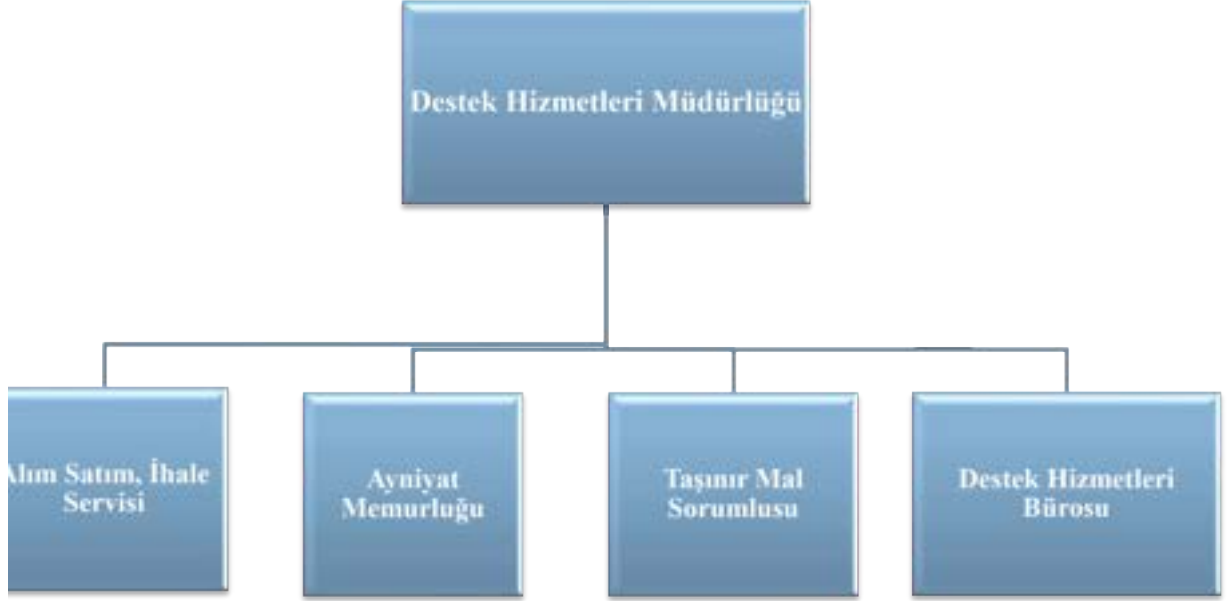 Destek Hizmetleri Müdürlüğü
Alım Satım, İhale
Servisi
Ayniyat
Memurluğu
Taşınır Mal
Sorumlusu
Destek Hizmetleri
Bürosu